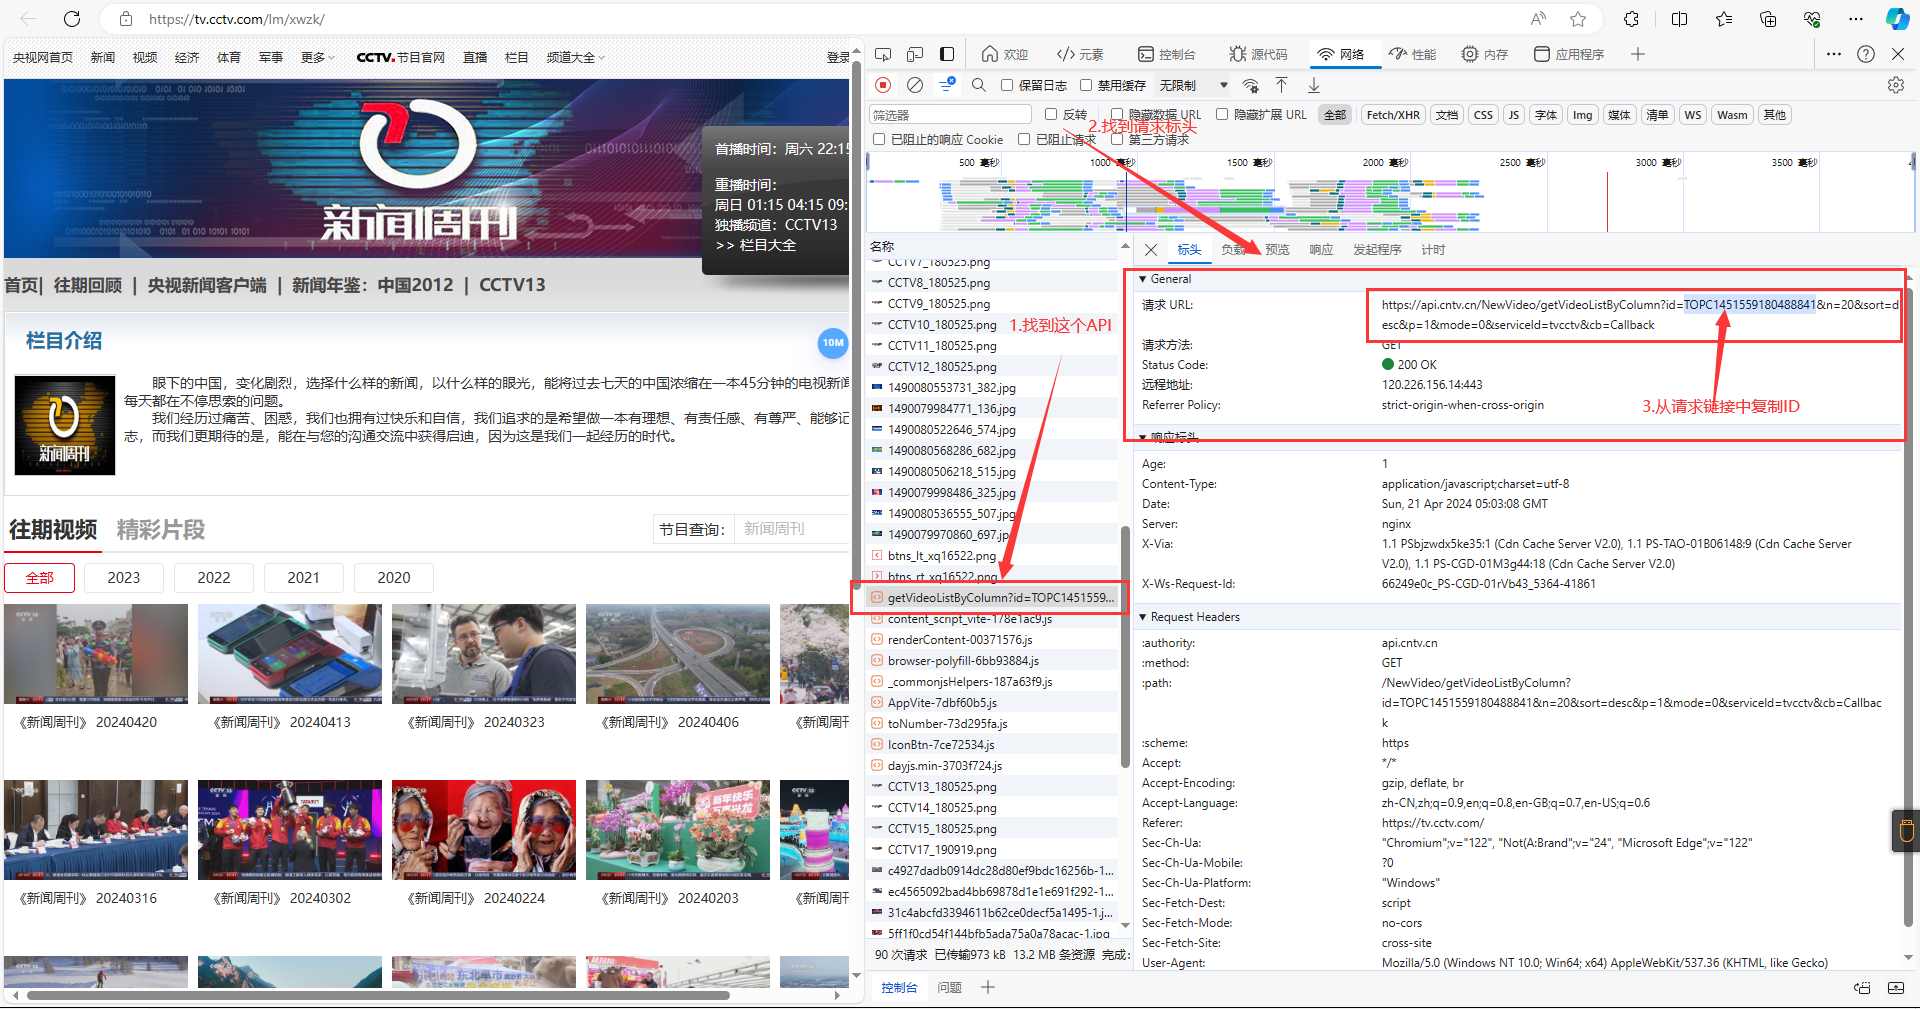 https://tv.cctv.com/lm/xwzk/
央视网首页 新闻 视频 经济 体育 军事 更多 CCTV.节目官网 直播 栏目 频道大全 登录
新闻周刊
首播时间：周六 22:15
重播时间：
周日 01:15 04:15 09:
独播频道：CCTV13
>> 栏目大全
首页| 往期回顾 | 央视新闻客户端 | 新闻年鉴：中国2012 | CCTV13
栏目介绍
10M
新闻周刊
眼下的中国，变化剧烈，选择什么样的新闻，以什么样的眼光，能将过去七天的中国浓缩在一本45分钟的电视新闻
每天都在不停思索的问题。
我们经历过痛苦、困惑，我们也拥有过快乐和自信，我们追求的是希望做一本有理想、有责任感、有尊严、能够记
志，而我们更期待的是，能在与您的沟通交流中获得启迪，因为这是我们一起经历的时代。
往期视频 精彩片段
节目查询： 新闻周刊
全部 2023 2022 2021 2020
《新闻周刊》 20240420
《新闻周刊》 20240413
《新闻周刊》 20240323
《新闻周刊》 20240406
《新闻周
《新闻周刊》 20240316
《新闻周刊》 20240302
《新闻周刊》 20240224
《新闻周刊》 20240203
《新闻周
欢迎 元素 控制台 源代码 网络 性能 内存 应用程序
保留日志 禁用缓存 无限制
筛选器 反转 隐藏数据 URL 隐藏扩展 URL 全部 Fetch/XHR 文档 CSS JS 字体 Img 媒体 清单 WS Wasm 其他
2.找到请求标头
已阻止的响应 Cookie 已阻止请求 第三方请求
500 毫秒 1000 毫秒 1500 毫秒 2000 毫秒 2500 毫秒 3000 毫秒 3500 毫秒
名称
CCTV7_180525.png
CCTV8_180525.png
CCTV9_180525.png
CCTV10_180525.png
1.找到这个API
CCTV11_180525.png
CCTV12_180525.png
1490080553731_382.jpg
1490079984771_136.jpg
1490080522646_574.jpg
1490080568286_682.jpg
1490080506218_515.jpg
1490079998486_325.jpg
1490080536555_507.jpg
1490079970860_697.jpg
btns_lt_xq16522.png
btns_rt_xq16522.png
getVideoListByColumn?id=TOPC1451559...
content_script_vite-178e1ac9.js
renderContent-00371576.js
browser-polyfill-6bb93884.js
_commonjsHelpers-187a63f9.js
AppVite-7dbf60b5.js
toNumber-73d295fa.js
IconBtn-7ce72534.js
dayjs.min-3703f724.js
CCTV13_180525.png
CCTV14_180525.png
CCTV15_180525.png
CCTV17_190919.png
c4927dadb0914dc28d80ef9bdc16256b-1...
ec4565092bad4bb69878d1e1e691f292-1...
31c4abcfd3394611b62ce0decf5a1495-1.j...
5ff1f0cd54f144bfb5ada75a0a78acac-1.jpg
90 次请求 已传输973 kB 13.2 MB 条资源 完成:
标头 负载 预览 响应 发起程序 计时
General
请求 URL: https://api.cntv.cn/NewVideo/getVideoListByColumn?id=TOPC1451559180488841&n=20&sort=d
esc&p=1&mode=0&serviceId=tvcctv&cb=Callback
请求方法: GET
Status Code: 200 OK
远程地址: 120.226.156.14:443
Referrer Policy: strict-origin-when-cross-origin
3.从请求链接中复制ID
响应标头
Age: 1
Content-Type: application/javascript;charset=utf-8
Date: Sun, 21 Apr 2024 05:03:08 GMT
Server: nginx
X-Via: 1.1 PSbjzwdx5ke35:1 (Cdn Cache Server V2.0), 1.1 PS-TAO-01B06148:9 (Cdn Cache Server
V2.0), 1.1 PS-CGD-01M3g44:18 (Cdn Cache Server V2.0)
X-Ws-Request-Id: 66249e0c_PS-CGD-01rVb43_5364-41861
Request Headers
:authority: api.cntv.cn
:method: GET
:path: /NewVideo/getVideoListByColumn?
id=TOPC1451559180488841&n=20&sort=desc&p=1&mode=0&serviceId=tvcctv&cb=Callbac
k
:scheme: https
Accept: */*
Accept-Encoding: gzip, deflate, br
Accept-Language: zh-CN,zh;q=0.9,en;q=0.8,en-GB;q=0.7,en-US;q=0.6
Referer: https://tv.cctv.com/
Sec-Ch-Ua: "Chromium";v="122", "Not(A:Brand";v="24", "Microsoft Edge";v="122"
Sec-Ch-Ua-Mobile: ?0
Sec-Ch-Ua-Platform: "Windows"
Sec-Fetch-Dest: script
Sec-Fetch-Mode: no-cors
Sec-Fetch-Site: cross-site
User-Agent: Mozilla/5.0 (Windows NT 10.0; Win64; x64) AppleWebKit/537.36 (KHTML, like Gecko)
控制台 问题